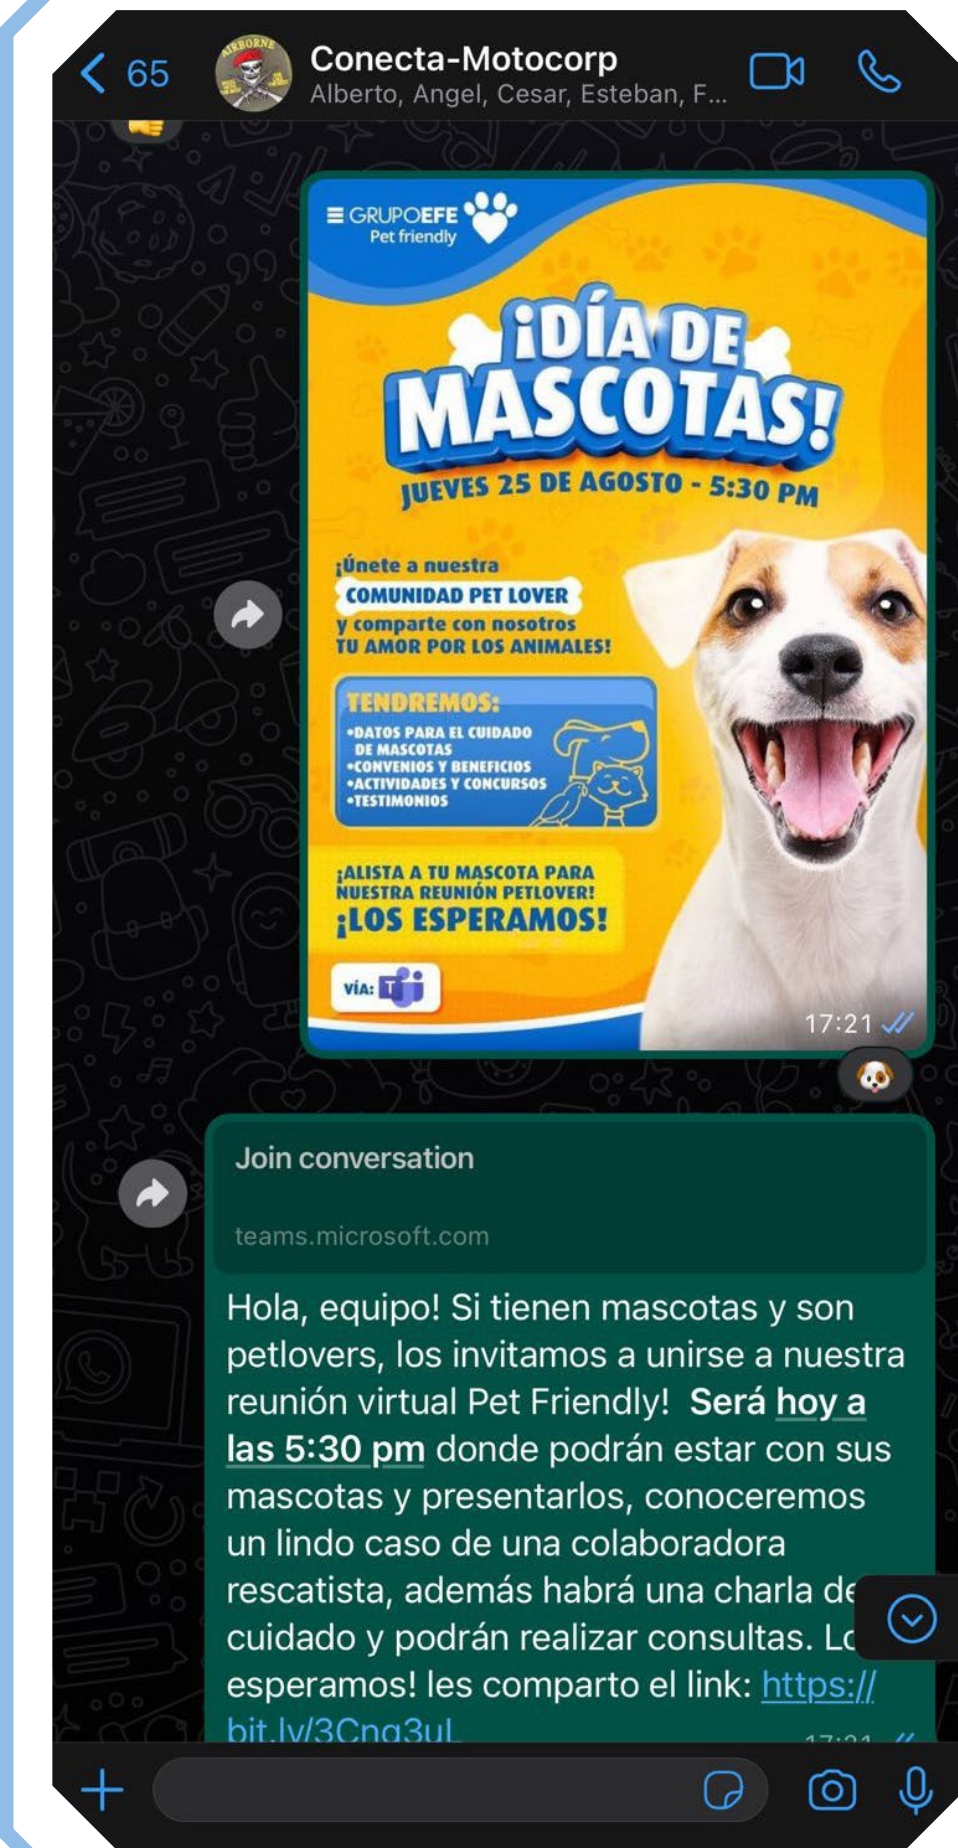 65
Conecta-Motocorp
Alberto, Angel, Cesar, Esteban, F...
GRUPOEFE
Pet friendly
¡DÍA DE
MASCOTAS!
JUEVES 25 DE AGOSTO - 5:30 PM
¡Únete a nuestra
COMUNIDAD PET LOVER
y comparte con nosotros
TU AMOR POR LOS ANIMALES!
TENDREMOS:
•DATOS PARA EL CUIDADO
DE MASCOTAS
•CONVENIOS Y BENEFICIOS
•ACTIVIDADES Y CONCURSOS
•TESTIMONIOS
¡ALISTA A TU MASCOTA PARA
NUESTRA REUNIÓN PETLOVER!
¡LOS ESPERAMOS!
VÍA: T
17:21
Join conversation
teams.microsoft.com
Hola, equipo! Si tienen mascotas y son
petlovers, los invitamos a unirse a nuestra
reunión virtual Pet Friendly! Será hoy a
las 5:30 pm donde podrán estar con sus
mascotas y presentarlos, conoceremos
un lindo caso de una colaboradora
rescatista, además habrá una charla de
cuidado y podrán realizar consultas.
esperamos! les comparto el link: https://
17:21